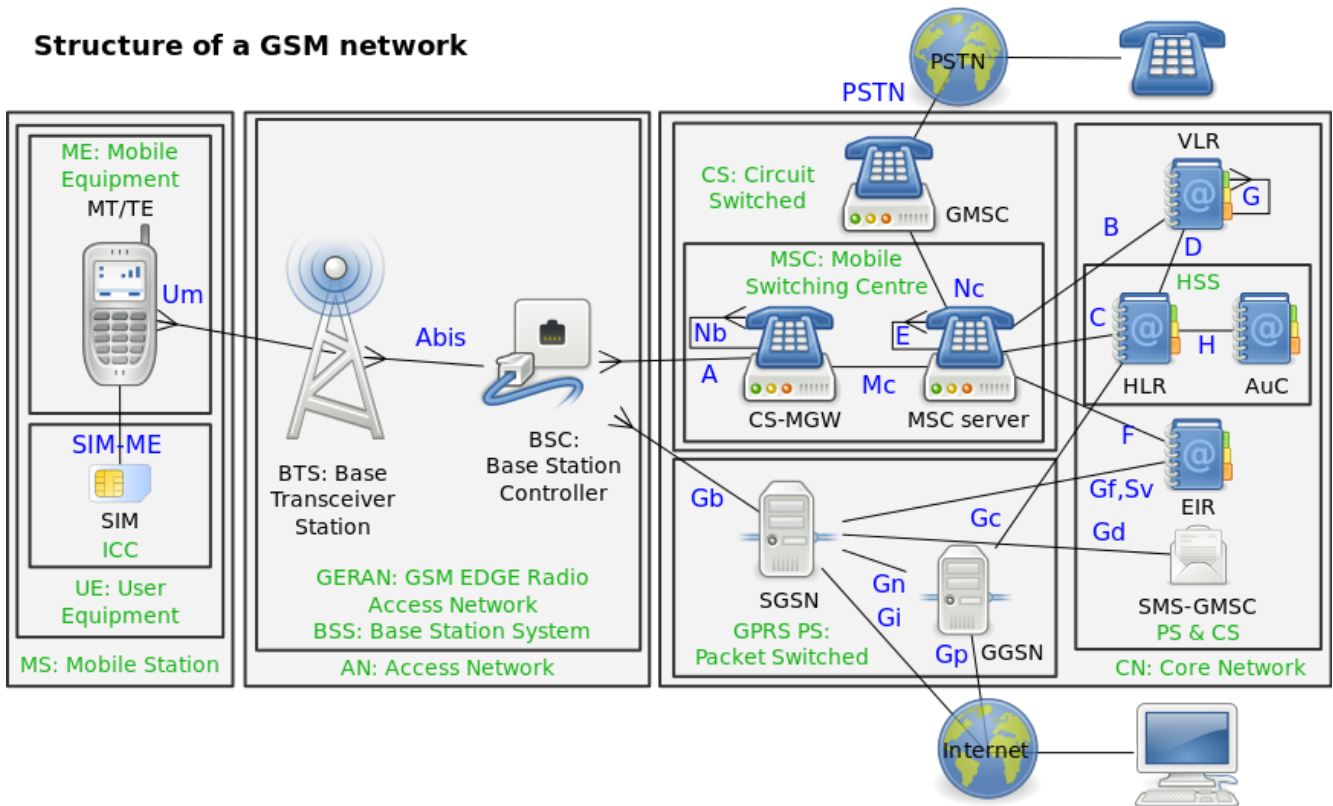 Structure of a GSM network
PSTN
PSTN
ME: Mobile
Equipment
MT/TE
Um
SIM-ME
SIM
ICC
UE: User
Equipment
MS: Mobile Station
Abis
BTS: Base
Transceiver
Station
BSC:
Base Station
Controller
GERAN: GSM EDGE Radio
Access Network
BSS: Base Station System
AN: Access Network
CS: Circuit
Switched
GMSC
MSC: Mobile
Switching Centre
Nc
Nb
E
A
Mc
CS-MGW
MSC server
VLR
G
B
D
HSS
C
H
HLR
AuC
F
Gf,Sv
EIR
Gb
Gc
Gd
SGSN
Gn
Gi
Gp
GGSN
GPRS PS:
Packet Switched
SMS-GMSC
PS & CS
CN: Core Network
Internet